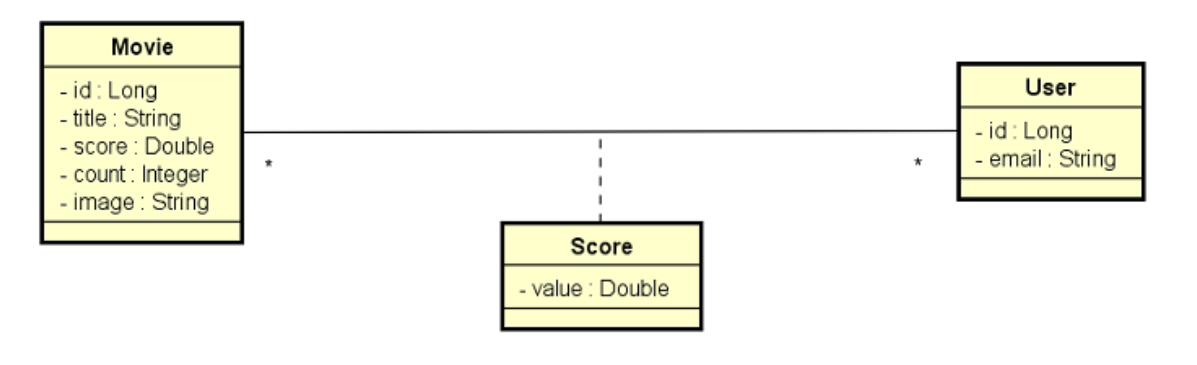 Movie
- id : Long
- title : String
- score : Double
- count : Integer
- image : String
*
*
User
- id : Long
- email : String
Score
- value : Double